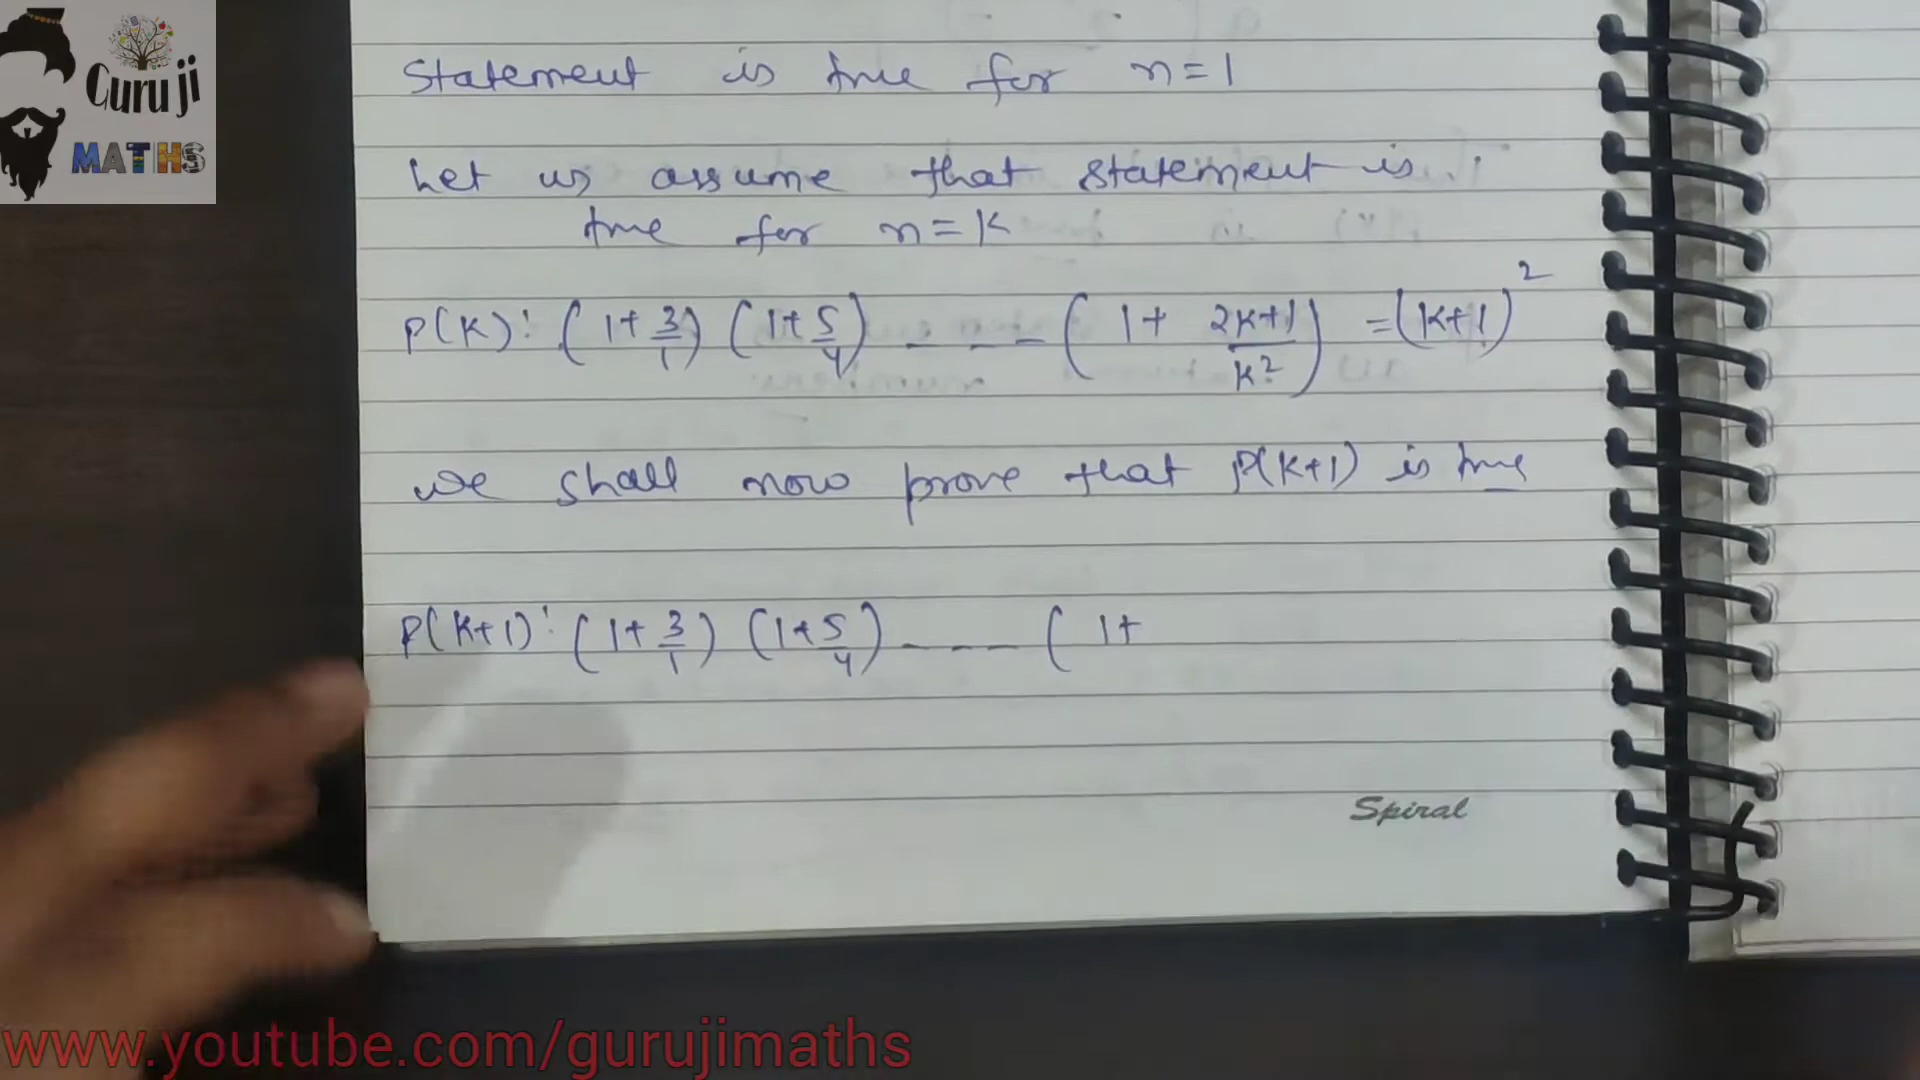 Guru ji
MATHS
Statement is true for n=1
Let us assume that statement is
true for n=k
P(K): (1+3/1) (1+5/4) - - - (1+ 2k+1/k²) = (k+1)²
we shall now prove that P(K+1) is true
P(K+1): (1+3/1) (1+5/4) - - - ( 1+
Spiral
www.youtube.com/gurujimaths